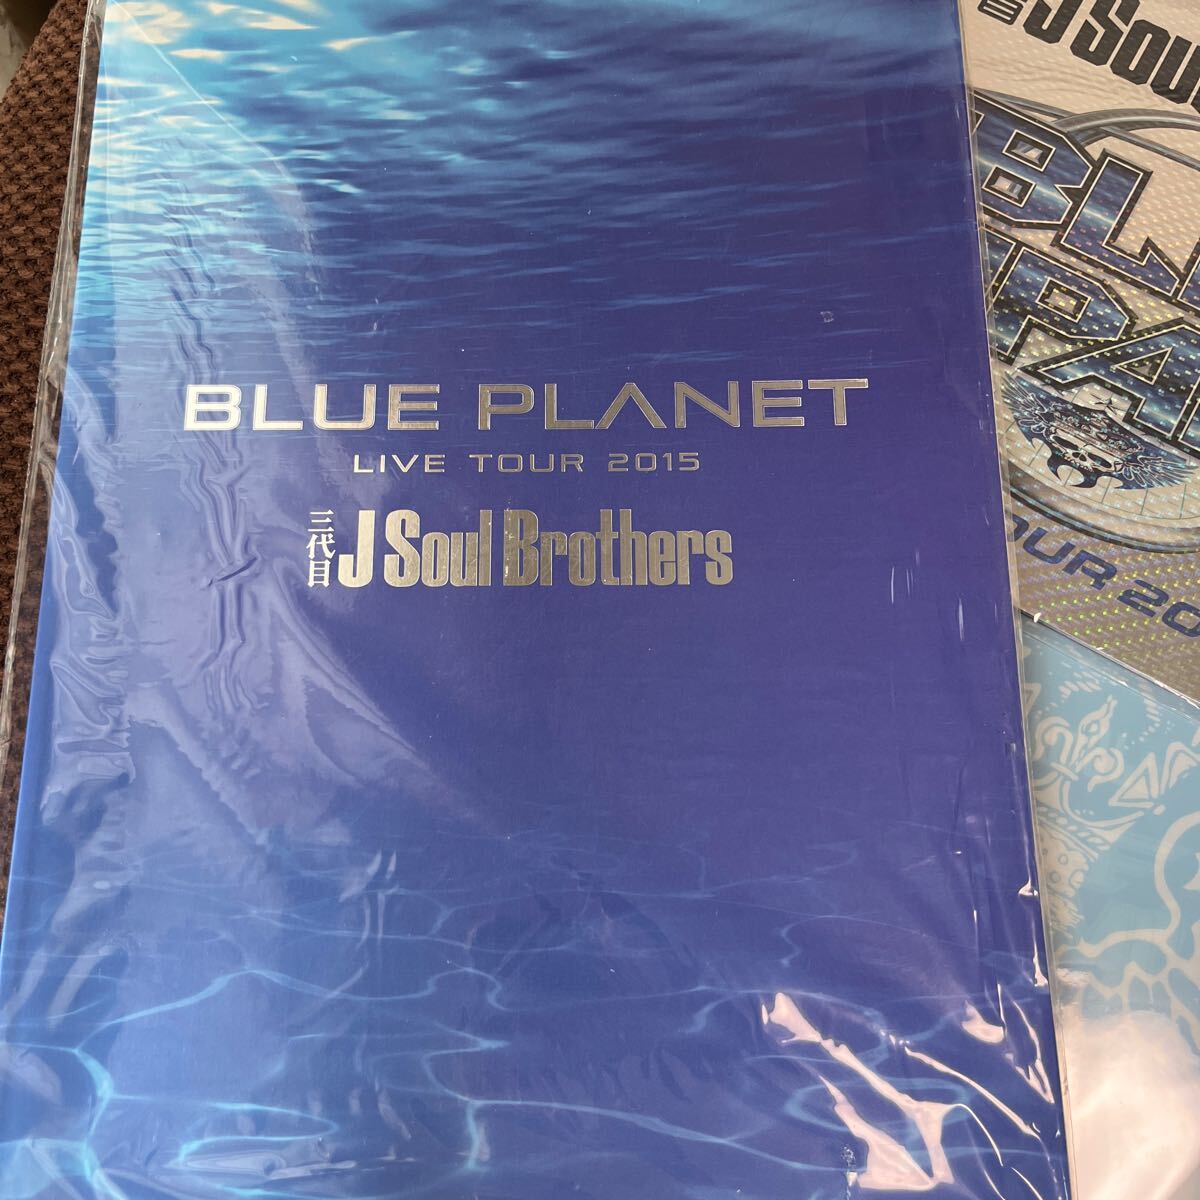 BLUE PLANET
LIVE TOUR 2015
三代目 J Soul Brothers